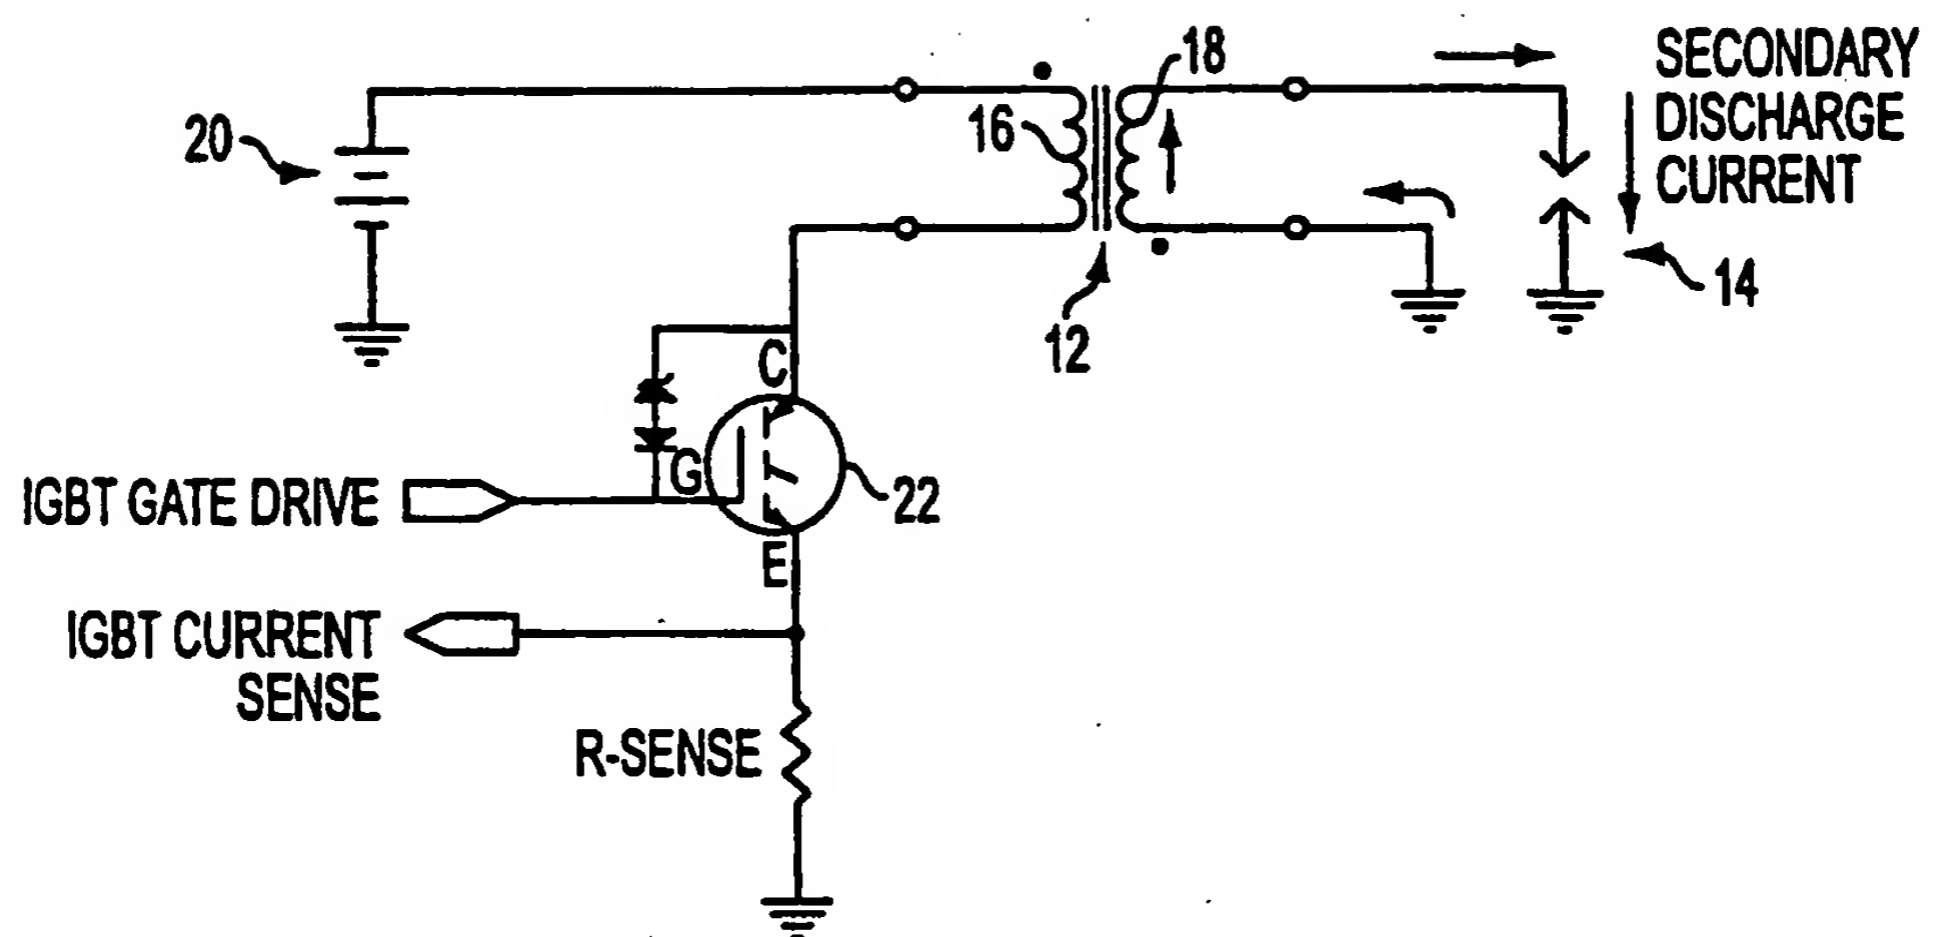 18
SECONDARY
DISCHARGE
CURRENT
16
20
14
12
C
G
22
IGBT GATE DRIVE
E
IGBT CURRENT
SENSE
R-SENSE